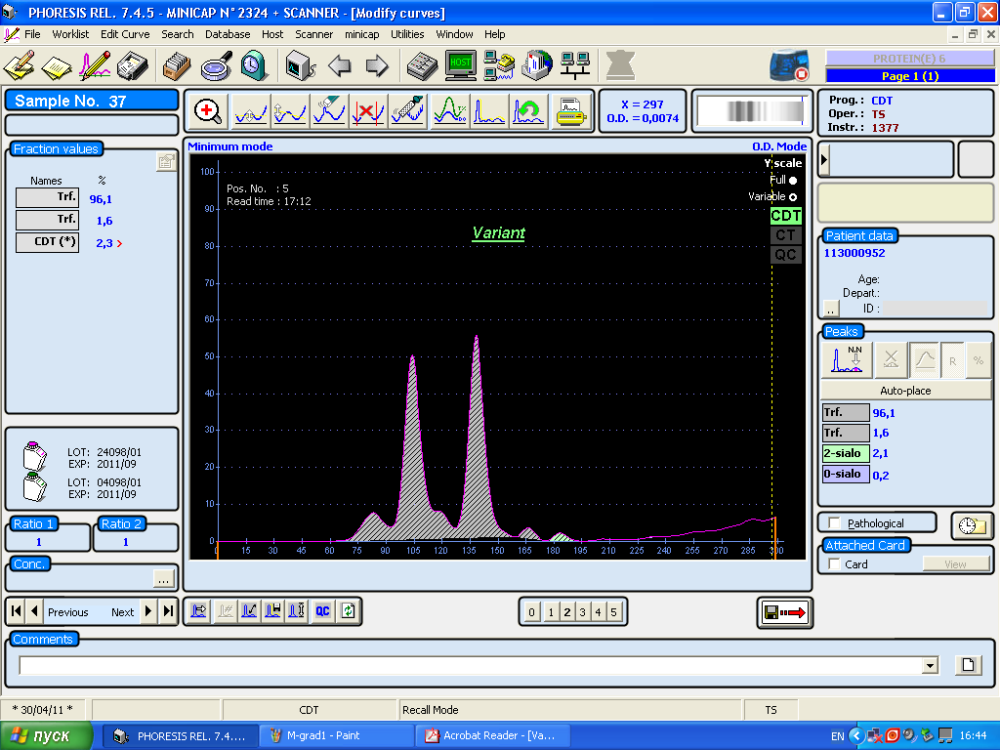 PHORESIS REL. 7.4.5 - MINICAP N° 2324 + SCANNER - [Modify curves]
File Worklist Edit Curve Search Database Host Scanner minicap Utilities Window Help
HOST
PROTEIN(E) 6
Page 1 (1)
Sample No. 37
X = 297
O.D. = 0,0074
Prog.: CDT
Oper.: TS
Instr.: 1377
Fraction values
Names %
Trf. 96,1
Trf. 1,6
CDT (*) 2,3 >
Minimum mode O.D. Mode
Pos. No. : 5
Read time : 17:12
Variant
Y scale
Full
Variable
CDT
CT
QC
100
90
80
70
60
50
40
30
20
10
0
15 30 45 60 75 90 105 120 135 150 165 180 195 210 225 240 255 270 285 300
Patient data
113000952
Age:
Depart.:
.. ID :
Peaks
N,N
R %
Auto-place
Trf. 96,1
Trf. 1,6
2-sialo 2,1
0-sialo 0,2
LOT: 24098/01
EXP: 2011/09
LOT: 04098/01
EXP: 2011/09
Ratio 1 Ratio 2
1 1
Conc.
...
Pathological
Attached Card
Card View
Previous Next
QC
0 1 2 3 4 5
Comments
* 30/04/11 * CDT Recall Mode TS
пуск PHORESIS REL. 7.4.... M-grad1 - Paint Acrobat Reader - [Va... EN 16:44